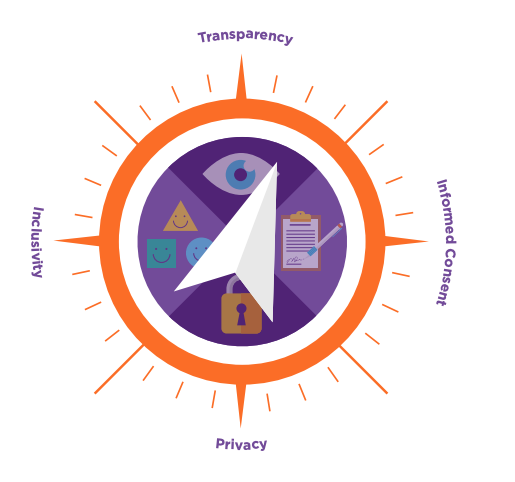 Transparency
Inclusivity
Informed Consent
Privacy